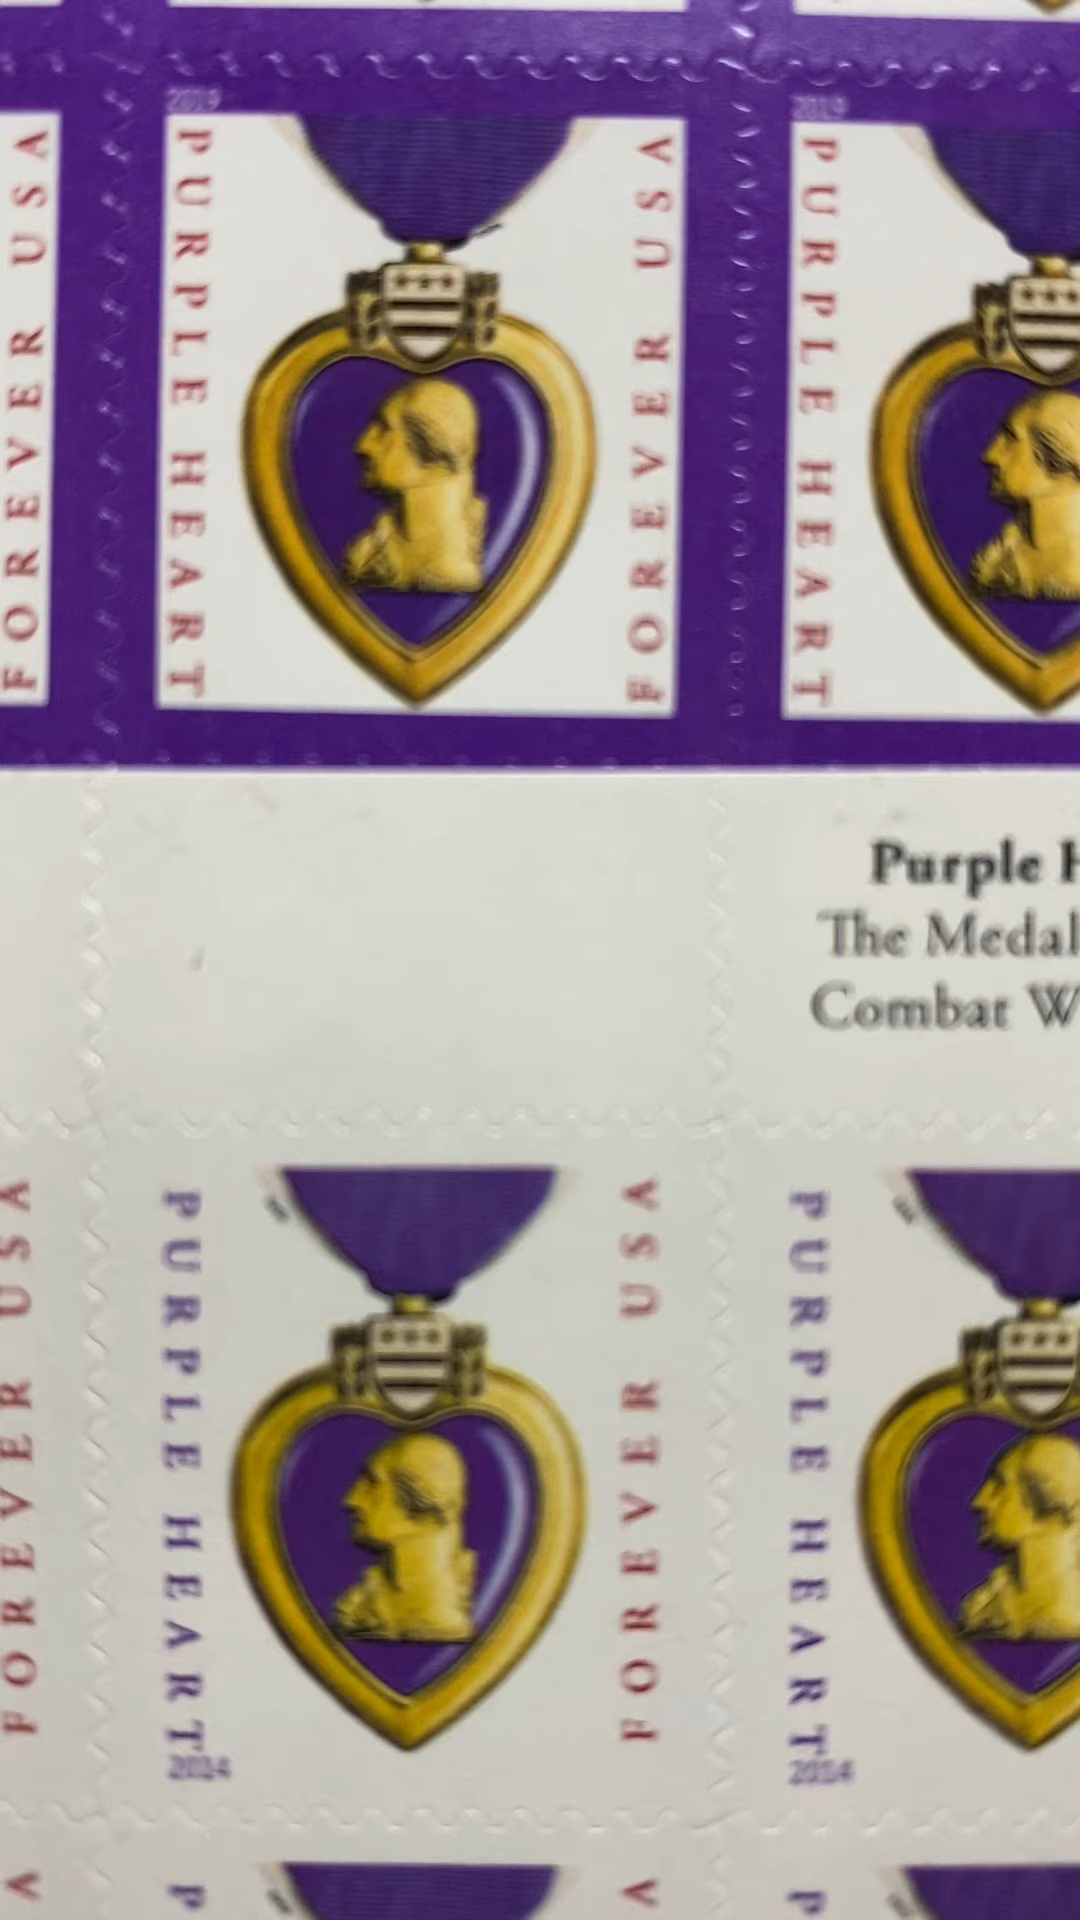 2019
2019
FOREVER USA
PURPLE HEART
FOREVER USA
PURPLE HEART
Purple H
The Medal
Combat W
FOREVER USA
PURPLE HEART
2014
FOREVER USA
PURPLE HEART
2014
A
P
A
P